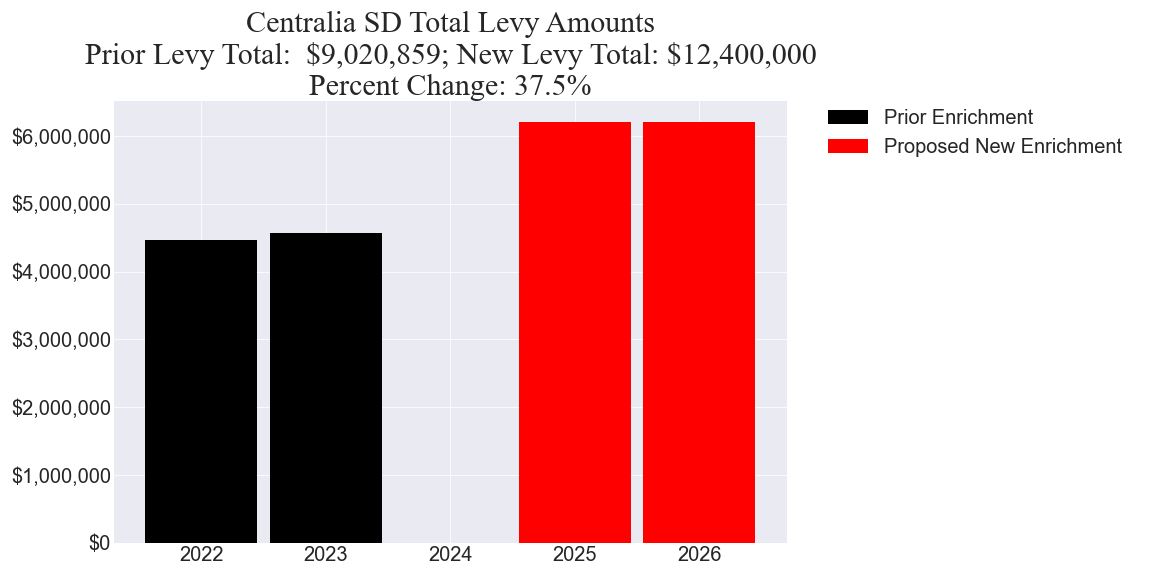 Centralia SD Total Levy Amounts
Prior Levy Total:  $9,020,859; New Levy Total: $12,400,000
Percent Change: 37.5%
Prior Enrichment
Proposed New Enrichment
$6,000,000
$5,000,000
$4,000,000
$3,000,000
$2,000,000
$1,000,000
$0
2022 2023 2024 2025 2026